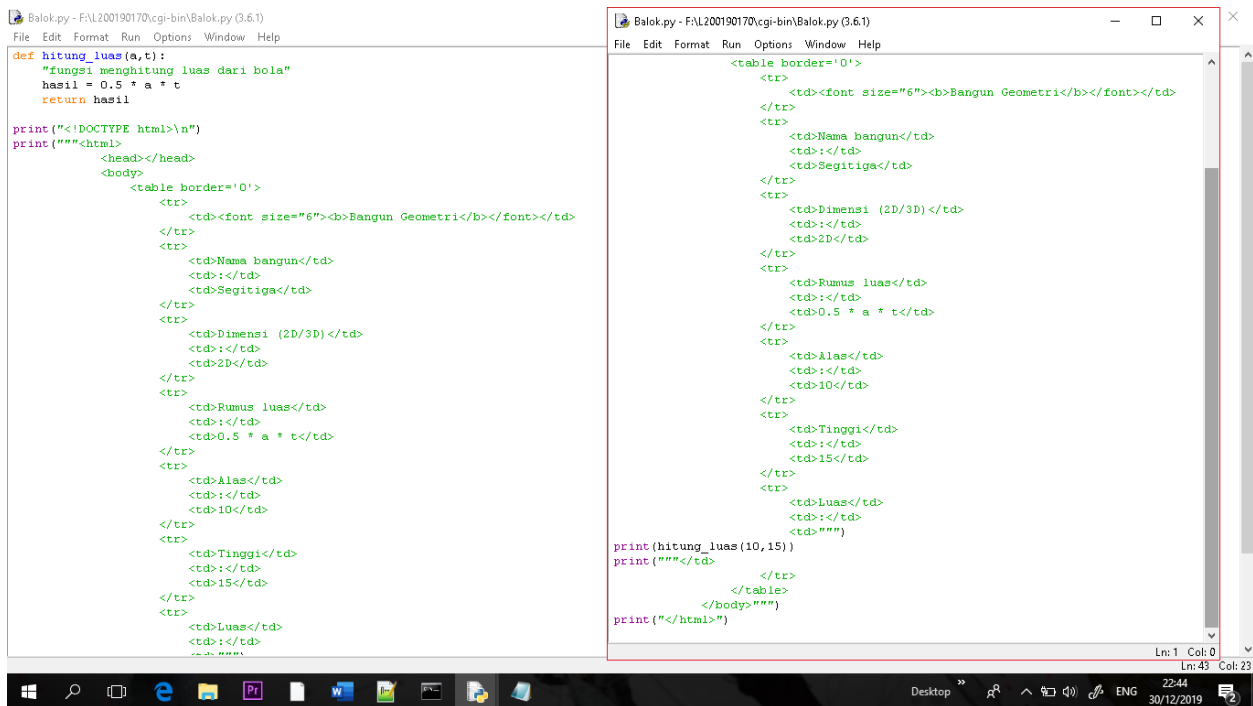 Balok.py - F:\L200190170\cgi-bin\Balok.py (3.6.1)
File Edit Format Run Options Window Help
def hitung_luas(a,t):
    "fungsi menghitung luas dari bola"
    hasil = 0.5 * a * t
    return hasil

print("<!DOCTYPE html>\n")
print("""<html>
            <head></head>
            <body>
                <table border='0'>
                    <tr>
                        <td><font size="6"><b>Bangun Geometri</b></font></td>
                    </tr>
                    <tr>
                        <td>Nama bangun</td>
                        <td>:</td>
                        <td>Segitiga</td>
                    </tr>
                    <tr>
                        <td>Dimensi (2D/3D)</td>
                        <td>:</td>
                        <td>2D</td>
                    </tr>
                    <tr>
                        <td>Rumus luas</td>
                        <td>:</td>
                        <td>0.5 * a * t</td>
                    </tr>
                    <tr>
                        <td>Alas</td>
                        <td>:</td>
                        <td>10</td>
                    </tr>
                    <tr>
                        <td>Tinggi</td>
                        <td>:</td>
                        <td>15</td>
                    </tr>
                    <tr>
                        <td>Luas</td>
                        <td>:</td>
                        <td>""")
Balok.py - F:\L200190170\cgi-bin\Balok.py (3.6.1)
File Edit Format Run Options Window Help
                <table border='0'>
                    <tr>
                        <td><font size="6"><b>Bangun Geometri</b></font></td>
                    </tr>
                    <tr>
                        <td>Nama bangun</td>
                        <td>:</td>
                        <td>Segitiga</td>
                    </tr>
                    <tr>
                        <td>Dimensi (2D/3D)</td>
                        <td>:</td>
                        <td>2D</td>
                    </tr>
                    <tr>
                        <td>Rumus luas</td>
                        <td>:</td>
                        <td>0.5 * a * t</td>
                    </tr>
                    <tr>
                        <td>Alas</td>
                        <td>:</td>
                        <td>10</td>
                    </tr>
                    <tr>
                        <td>Tinggi</td>
                        <td>:</td>
                        <td>15</td>
                    </tr>
                    <tr>
                        <td>Luas</td>
                        <td>:</td>
                        <td>""")
print(hitung_luas(10,15))
print("""</td>
                    </tr>
                </table>
            </body>""")
print("</html>")
Ln: 1 Col: 0
Ln: 43 Col: 23
Pr
Desktop
ENG
22:44
30/12/2019
2